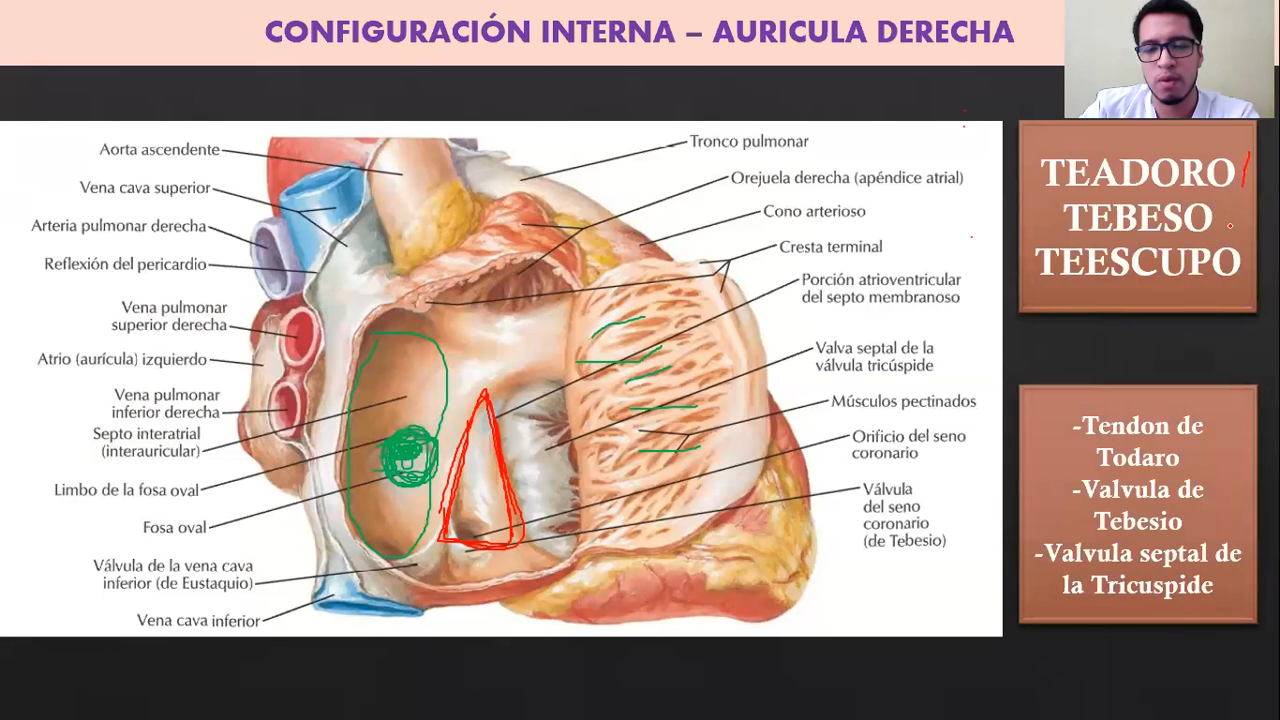 CONFIGURACIÓN INTERNA – AURICULA DERECHA
Aorta ascendente
Vena cava superior
Arteria pulmonar derecha
Reflexión del pericardio
Vena pulmonar
superior derecha
Atrio (aurícula) izquierdo
Vena pulmonar
inferior derecha
Septo interatrial
(interauricular)
Limbo de la fosa oval
Fosa oval
Válvula de la vena cava
inferior (de Eustaquio)
Vena cava inferior
Tronco pulmonar
Orejuela derecha (apéndice atrial)
Cono arterioso
Cresta terminal
Porción atrioventricular
del septo membranoso
Valva septal de la
válvula tricúspide
Músculos pectinados
Orificio del seno
coronario
Válvula
del seno
coronario
(de Tebesio)
TEADORO
TEBESO
TEESCUPO
-Tendon de
Todaro
-Valvula de
Tebesio
-Valvula septal de
la Tricuspide